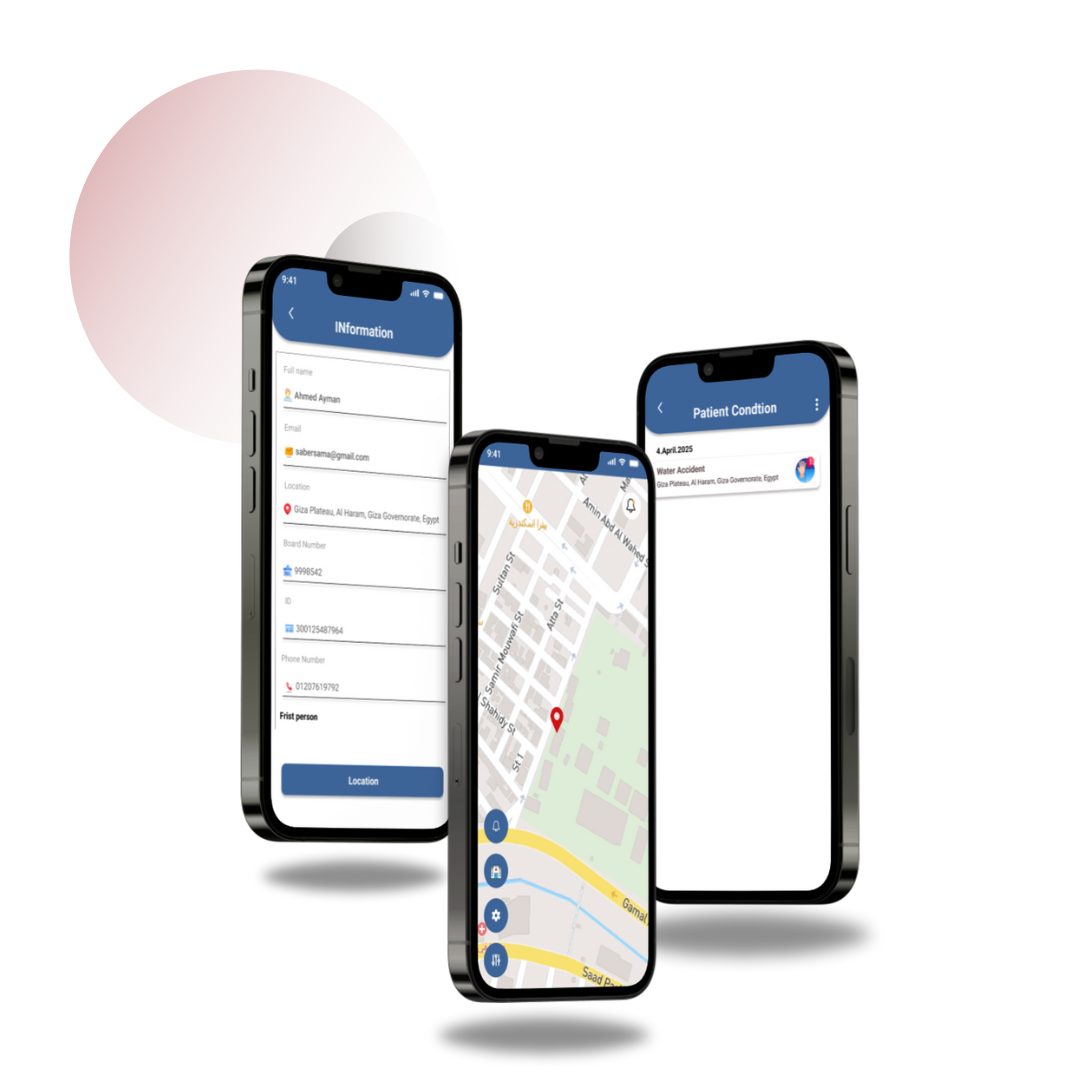 9:41
INformation
Full name
Ahmed Ayman
Email
sabersama@gmail.com
Location
Giza Plateau, Al Haram, Giza Governorate, Egypt
Board Number
9998542
ID
300125487964
Phone Number
01207619792
Frist person
Location
9:41
بيتزا اسكندرية
Amin Abd Al Wahed S
Sultan St
Atta St
Samir Mouwafi St
l Shahidy St
St 1
Gamal
Saad Pa
Patient Condtion
4.April.2025
Water Accident
Giza Plateau, Al Haram, Giza Governorate, Egypt